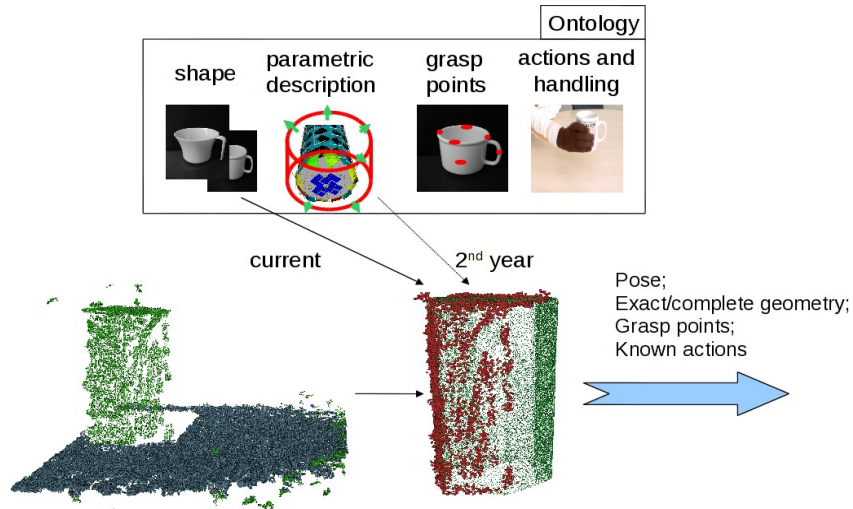 Ontology
shape
parametric
description
grasp
points
actions and
handling
current
2nd year
Pose;
Exact/complete geometry;
Grasp points;
Known actions